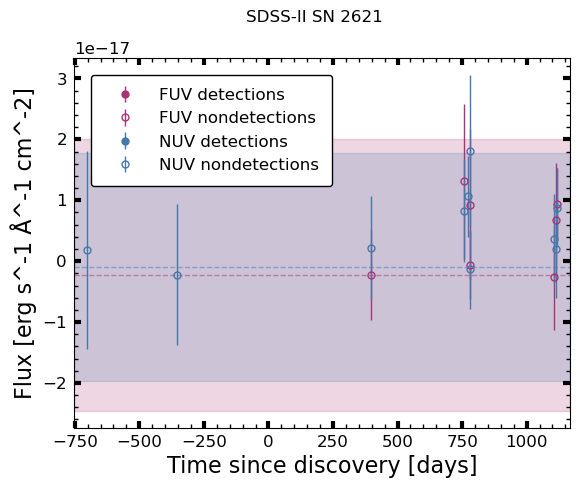 SDSS-II SN 2621
1e−17
3
2
1
0
−1
−2
FUV detections
FUV nondetections
NUV detections
NUV nondetections
Flux [erg s^-1 Å^-1 cm^-2]
−750 −500 −250 0 250 500 750 1000
Time since discovery [days]